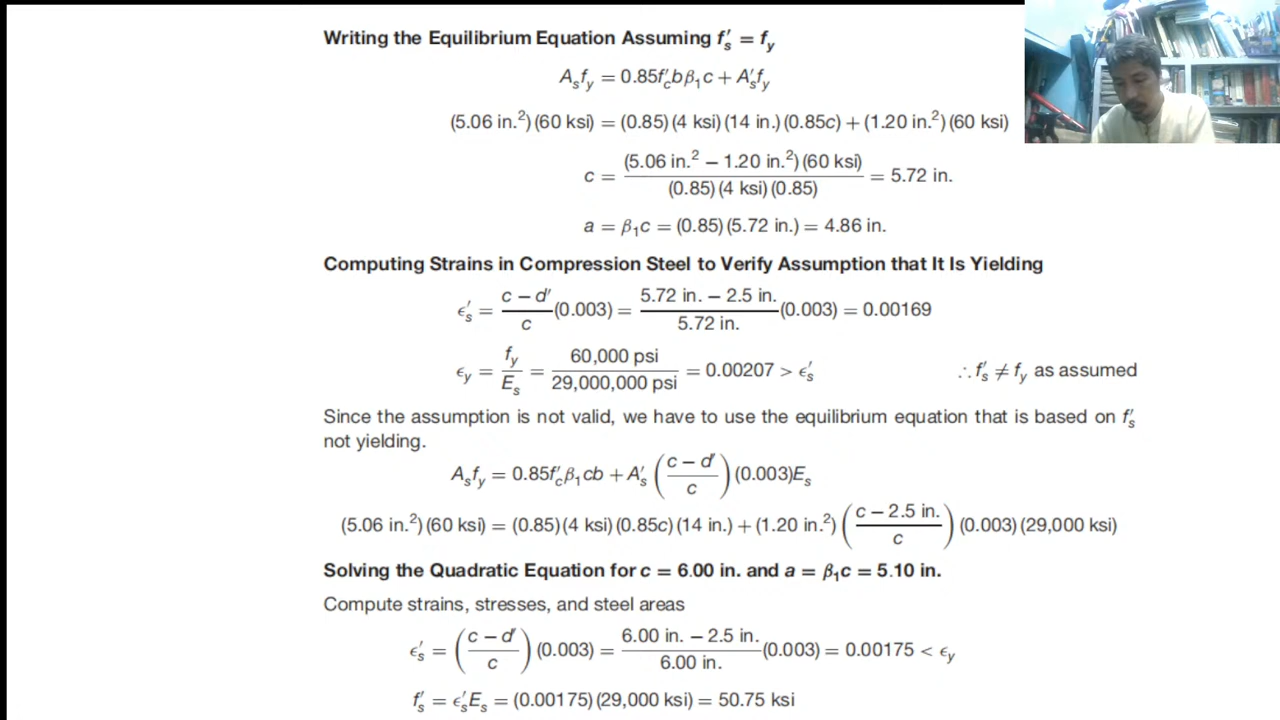 Writing the Equilibrium Equation Assuming f′s = fy
Asfy = 0.85f′cbβ1c + A′sfy
(5.06 in.²)(60 ksi) = (0.85)(4 ksi)(14 in.)(0.85c) + (1.20 in.²)(60 ksi)
c = (5.06 in.² − 1.20 in.²)(60 ksi) / (0.85)(4 ksi)(0.85) = 5.72 in.
a = β1c = (0.85)(5.72 in.) = 4.86 in.
Computing Strains in Compression Steel to Verify Assumption that It Is Yielding
ϵ′s = (c − d′)/c (0.003) = (5.72 in. − 2.5 in.)/5.72 in. (0.003) = 0.00169
ϵy = fy/Es = 60,000 psi/29,000,000 psi = 0.00207 > ϵ′s ∴ f′s ≠ fy as assumed
Since the assumption is not valid, we have to use the equilibrium equation that is based on f′s
not yielding.
Asfy = 0.85f′cβ1cb + A′s ((c − d′)/c) (0.003)Es
(5.06 in.²)(60 ksi) = (0.85)(4 ksi)(0.85c)(14 in.) + (1.20 in.²) ((c − 2.5 in.)/c) (0.003)(29,000 ksi)
Solving the Quadratic Equation for c = 6.00 in. and a = β1c = 5.10 in.
Compute strains, stresses, and steel areas
ϵ′s = ((c − d′)/c) (0.003) = (6.00 in. − 2.5 in.)/6.00 in. (0.003) = 0.00175 < ϵy
f′s = ϵ′sEs = (0.00175)(29,000 ksi) = 50.75 ksi